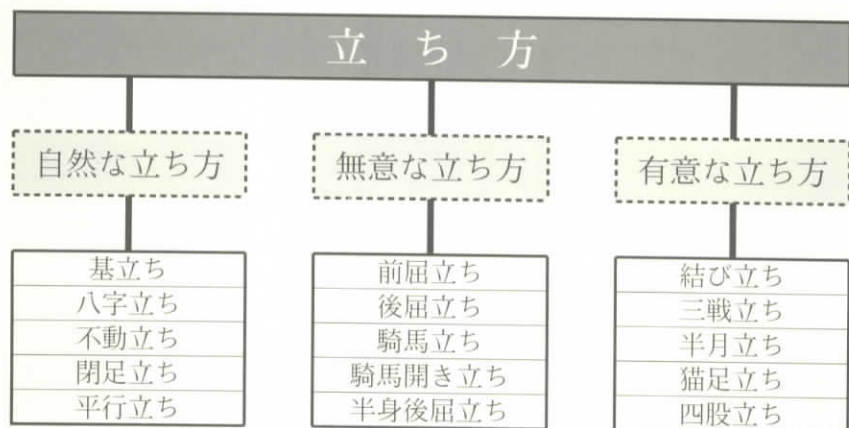 立ち方
自然な立ち方
基立ち
八字立ち
不動立ち
閉足立ち
平行立ち
無意な立ち方
前屈立ち
後屈立ち
騎馬立ち
騎馬開き立ち
半身後屈立ち
有意な立ち方
結び立ち
三戦立ち
半月立ち
猫足立ち
四股立ち